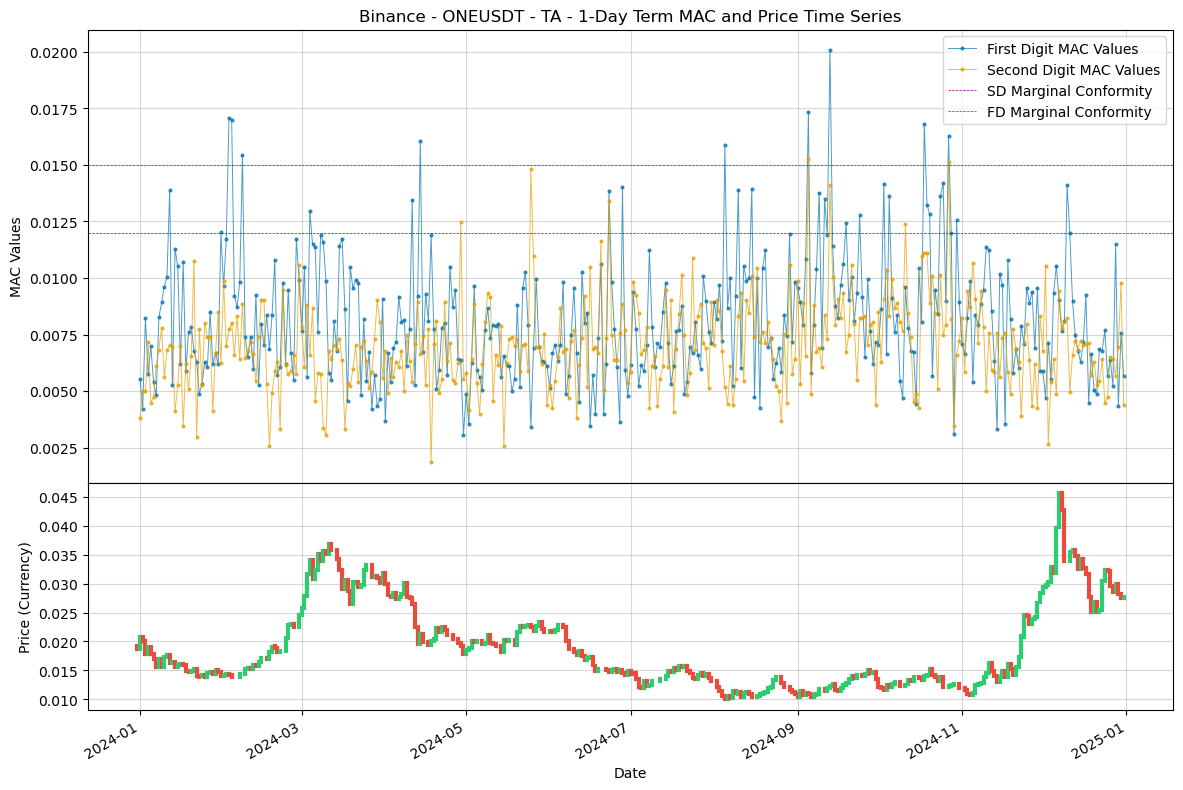 Binance - ONEUSDT - TA - 1-Day Term MAC and Price Time Series
First Digit MAC Values
Second Digit MAC Values
SD Marginal Conformity
FD Marginal Conformity
MAC Values
0.0200
0.0175
0.0150
0.0125
0.0100
0.0075
0.0050
0.0025
Price (Currency)
0.045
0.040
0.035
0.030
0.025
0.020
0.015
0.010
2024-01
2024-03
2024-05
2024-07
2024-09
2024-11
2025-01
Date